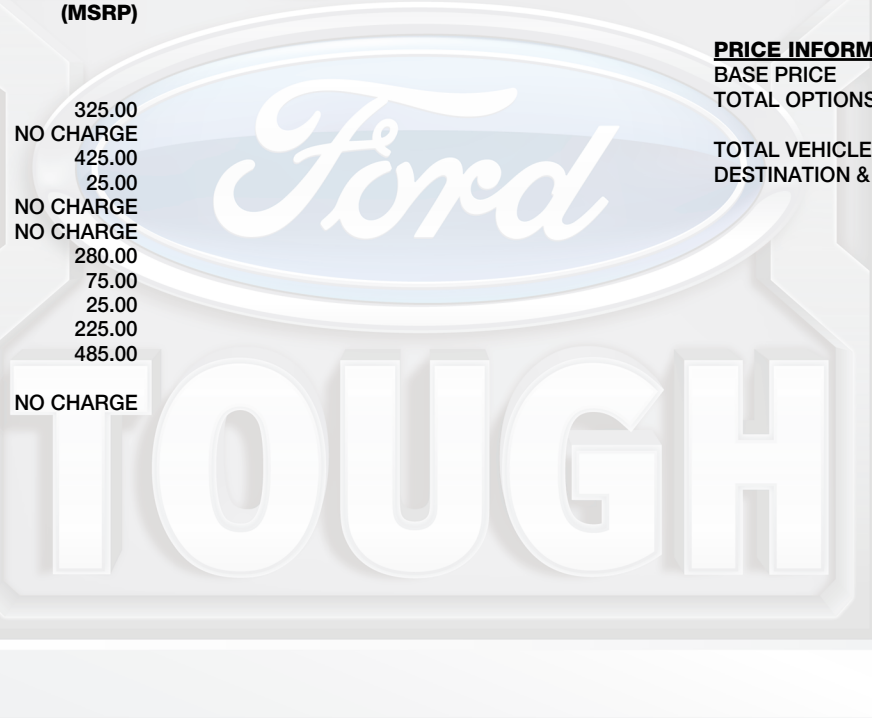 (MSRP)
325.00
NO CHARGE
425.00
25.00
NO CHARGE
NO CHARGE
280.00
75.00
25.00
225.00
485.00
NO CHARGE
PRICE INFORM
BASE PRICE
TOTAL OPTIONS
TOTAL VEHICLE
DESTINATION &
Ford
TOUGH